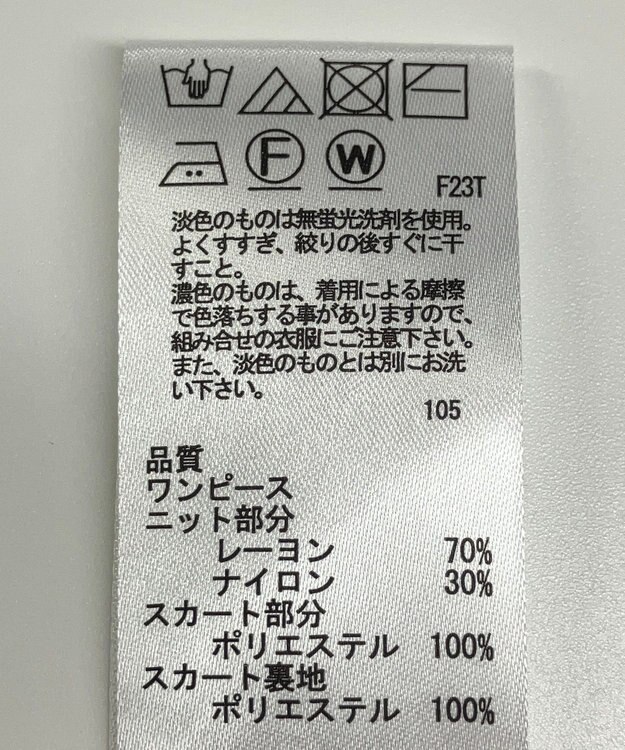 F W F23T
淡色のものは無蛍光洗剤を使用。
よくすすぎ、絞りの後すぐに干
すこと。
濃色のものは、着用による摩擦
で色落ちする事がありますので、
組み合せの衣服にご注意下さい。
また、淡色のものとは別にお洗
い下さい。
105
品質
ワンピース
ニット部分
レーヨン 70%
ナイロン 30%
スカート部分
ポリエステル 100%
スカート裏地
ポリエステル 100%